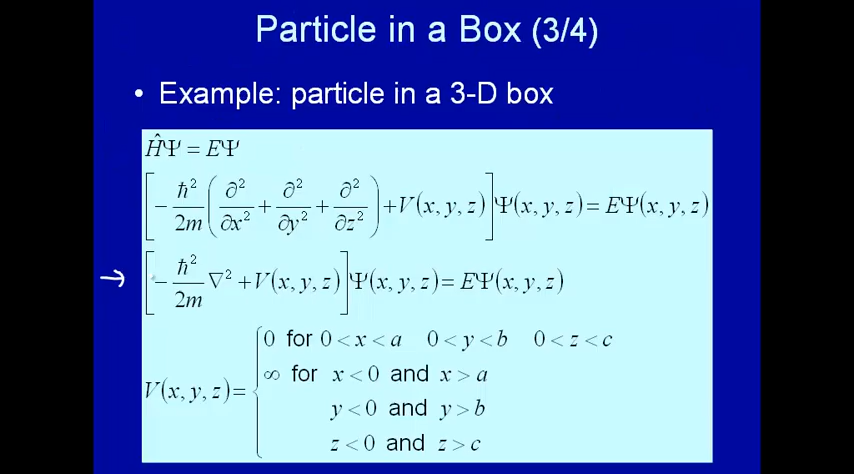 Particle in a Box (3/4)
• Example: particle in a 3-D box
ĤΨ = EΨ
[-ħ²/2m (∂²/∂x² + ∂²/∂y² + ∂²/∂z²) + V(x, y, z)]Ψ(x, y, z) = EΨ(x, y, z)
→ [-ħ²/2m ∇² + V(x, y, z)]Ψ(x, y, z) = EΨ(x, y, z)
V(x, y, z) = { 0 for 0 < x < a 0 < y < b 0 < z < c
∞ for x < 0 and x > a
y < 0 and y > b
z < 0 and z > c